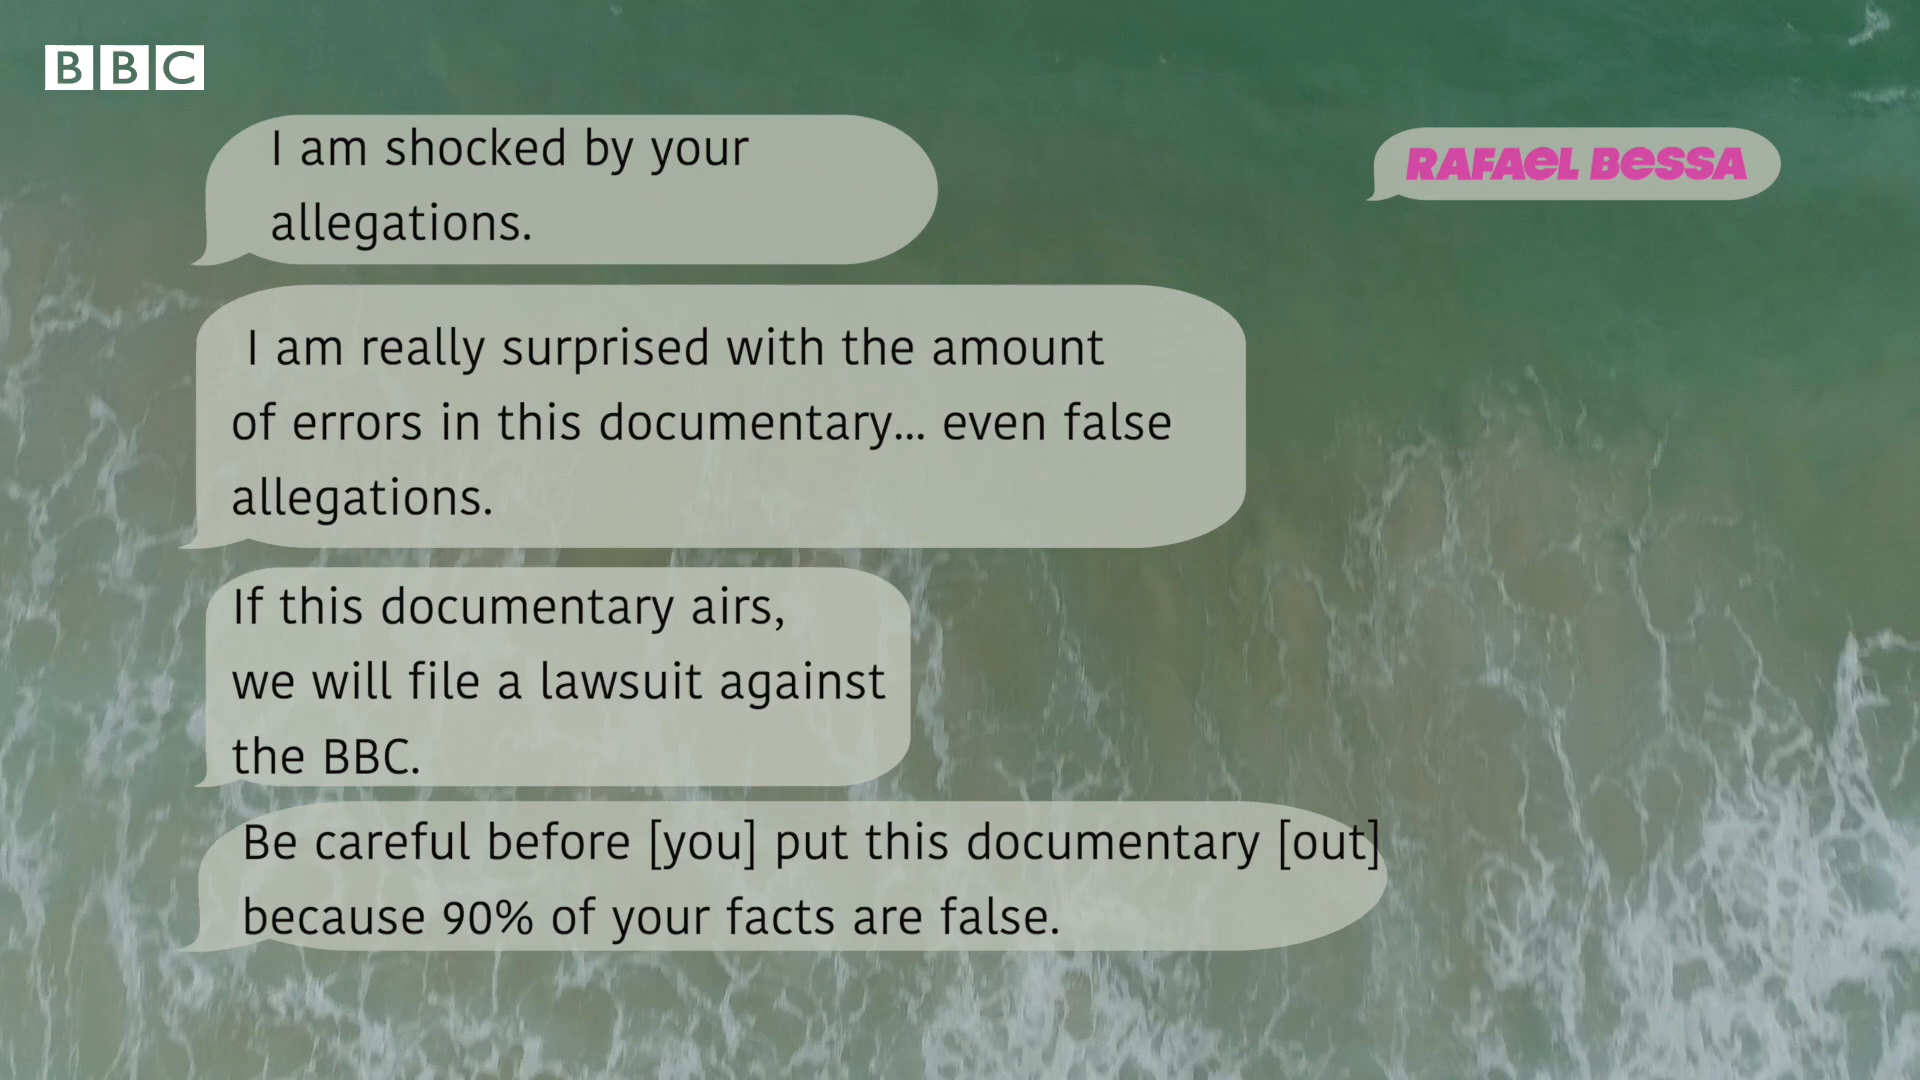 BBC
RAFAEL BESSA
I am shocked by your
allegations.
I am really surprised with the amount
of errors in this documentary... even false
allegations.
If this documentary airs,
we will file a lawsuit against
the BBC.
Be careful before [you] put this documentary [out]
because 90% of your facts are false.